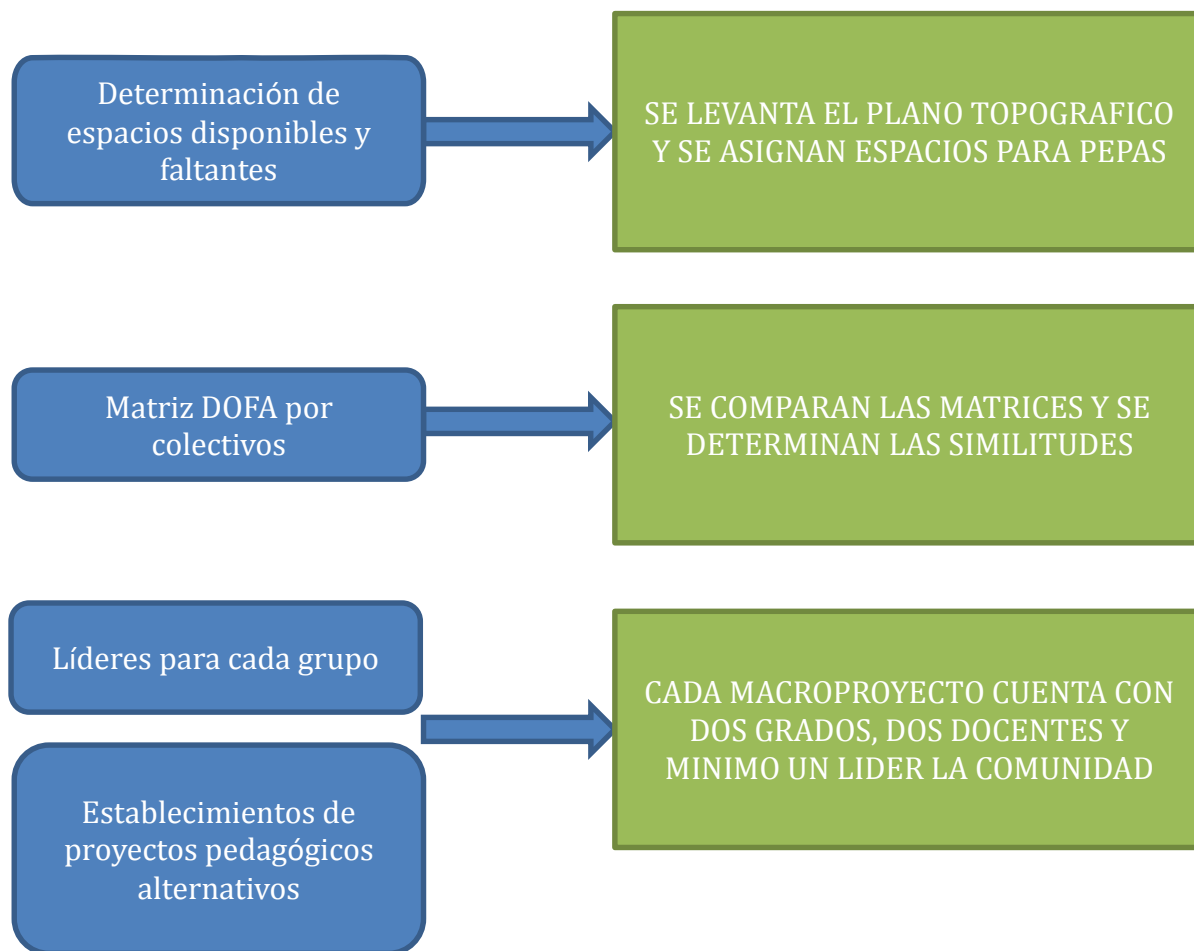 Determinación de
espacios disponibles y
faltantes
SE LEVANTA EL PLANO TOPOGRAFICO
Y SE ASIGNAN ESPACIOS PARA PEPAS
Matriz DOFA por
colectivos
SE COMPARAN LAS MATRICES Y SE
DETERMINAN LAS SIMILITUDES
Líderes para cada grupo
Establecimientos de
proyectos pedagógicos
alternativos
CADA MACROPROYECTO CUENTA CON
DOS GRADOS, DOS DOCENTES Y
MINIMO UN LIDER LA COMUNIDAD